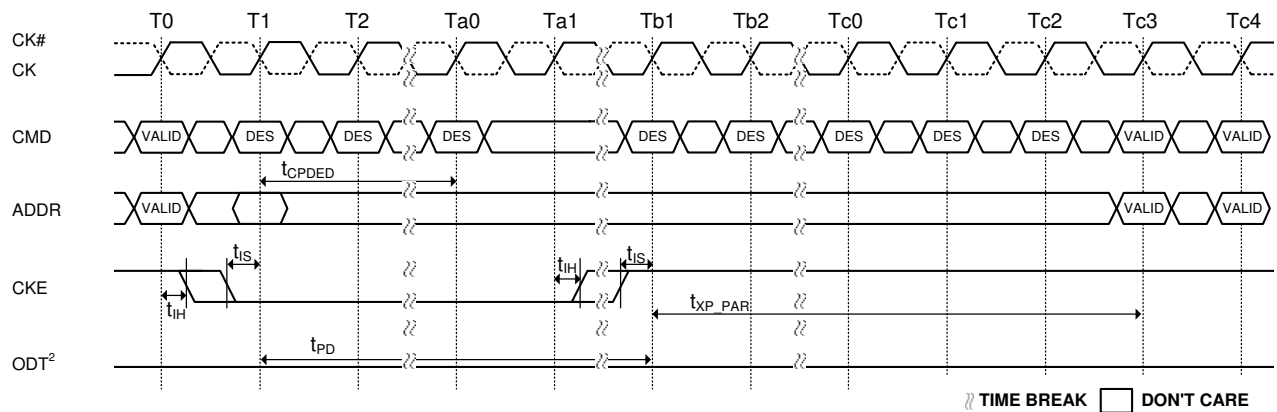 T0 T1 T2 Ta0 Ta1 Tb1 Tb2 Tc0 Tc1 Tc2 Tc3 Tc4
CK#
CK
CMD VALID DES DES DES DES DES DES DES DES VALID VALID
tCPDED
ADDR VALID VALID VALID
tIS tIH tIS
CKE
tIH tXP_PAR
tPD
ODT²
TIME BREAK DON'T CARE